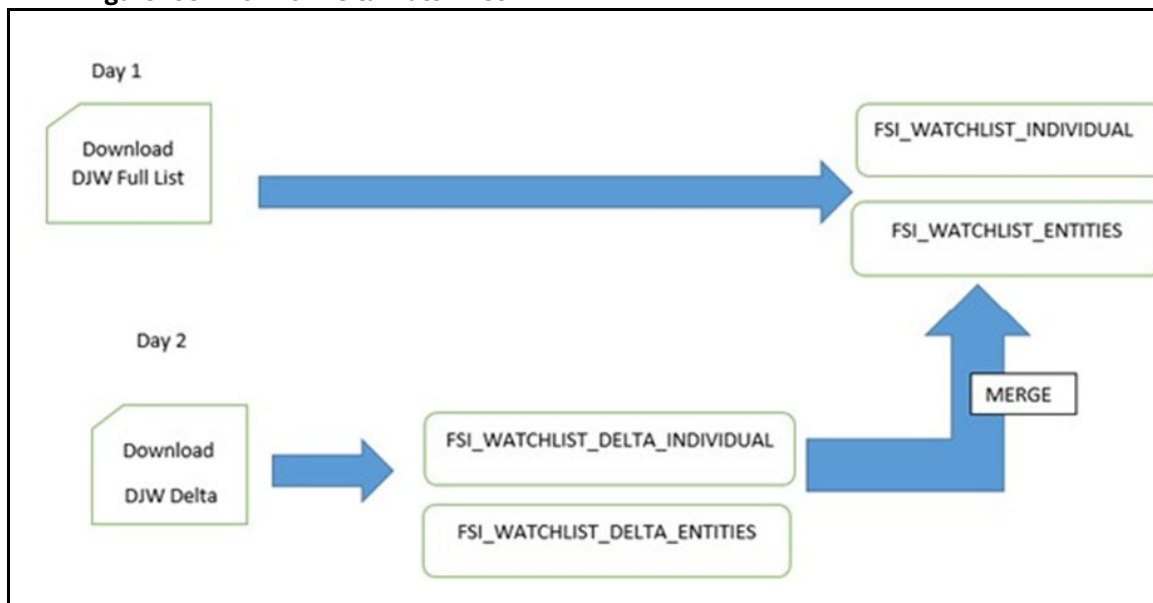 Day 1
Download
DJW Full List
FSI_WATCHLIST_INDIVIDUAL
FSI_WATCHLIST_ENTITIES
Day 2
Download
DJW Delta
FSI_WATCHLIST_DELTA_INDIVIDUAL
FSI_WATCHLIST_DELTA_ENTITIES
MERGE